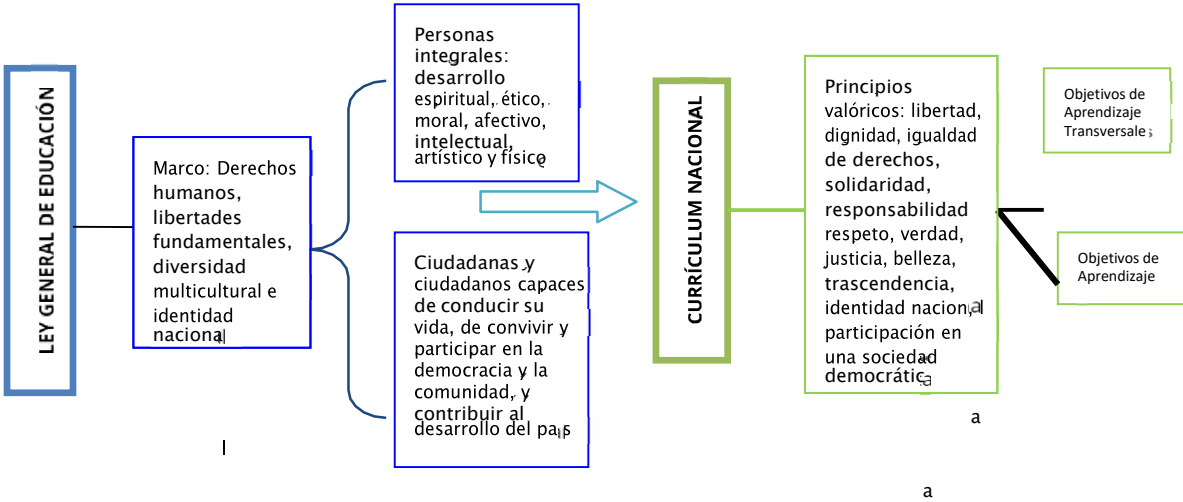 LEY GENERAL DE EDUCACIÓN
Marco: Derechos
humanos,
libertades
fundamentales,
diversidad
multicultural e
identidad
nacional
l
Personas
integrales:
desarrollo
espiritual, ético,
moral, afectivo,
intelectual,
artístico y físico
Ciudadanas y
ciudadanos capaces
de conducir su
vida, de convivir y
participar en la
democracia y la
comunidad, y
contribuir al
desarrollo del país
CURRÍCULUM NACIONAL
Principios
valóricos: libertad,
dignidad, igualdad
de derechos,
solidaridad,
responsabilidad
respeto, verdad,
justicia, belleza,
trascendencia,
identidad nacional
participación en
una sociedad
democrática
a
a
Objetivos de
Aprendizaje
Transversales
Objetivos de
Aprendizaje